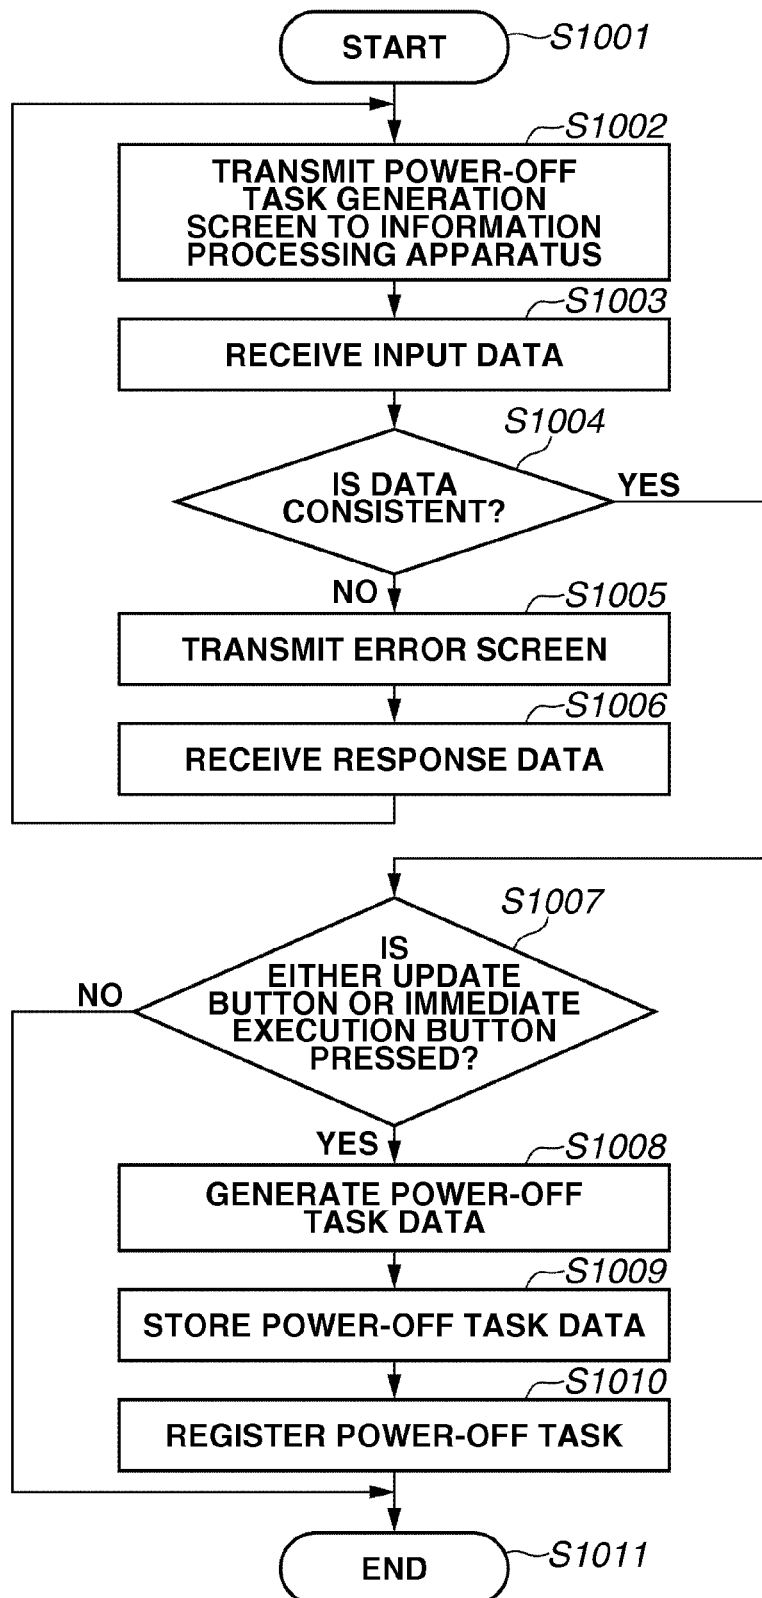 START
S1001
S1002
TRANSMIT POWER-OFF
TASK GENERATION
SCREEN TO INFORMATION
PROCESSING APPARATUS
S1003
RECEIVE INPUT DATA
S1004
IS DATA
CONSISTENT?
YES
NO
S1005
TRANSMIT ERROR SCREEN
S1006
RECEIVE RESPONSE DATA
S1007
IS
EITHER UPDATE
BUTTON OR IMMEDIATE
EXECUTION BUTTON
PRESSED?
NO
YES
S1008
GENERATE POWER-OFF
TASK DATA
S1009
STORE POWER-OFF TASK DATA
S1010
REGISTER POWER-OFF TASK
END
S1011